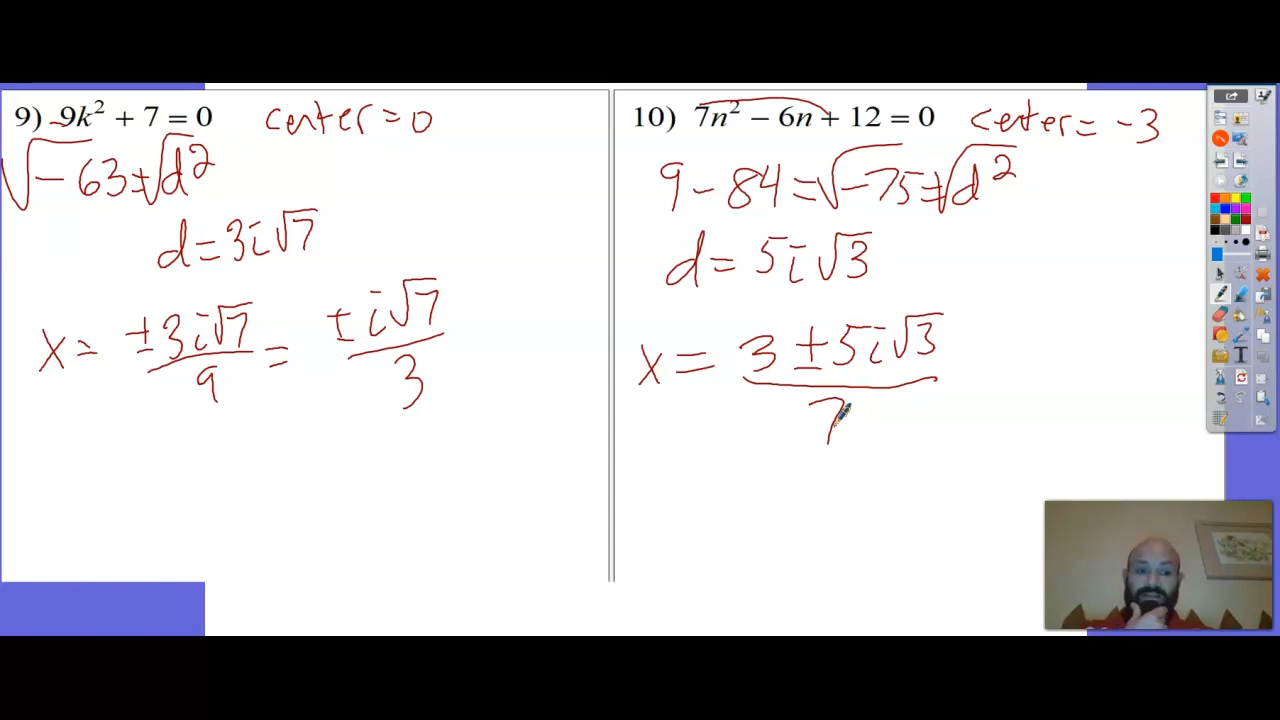 9) 9k² + 7 = 0 center = 0
√-63 = ±√d²
d = 3i√7
x = ±3i√7/9 = ±i√7/3
10) 7n² − 6n + 12 = 0 center = -3
9 - 84 = √-75 = ±√d²
d = 5i√3
x = 3 ± 5i√3/7